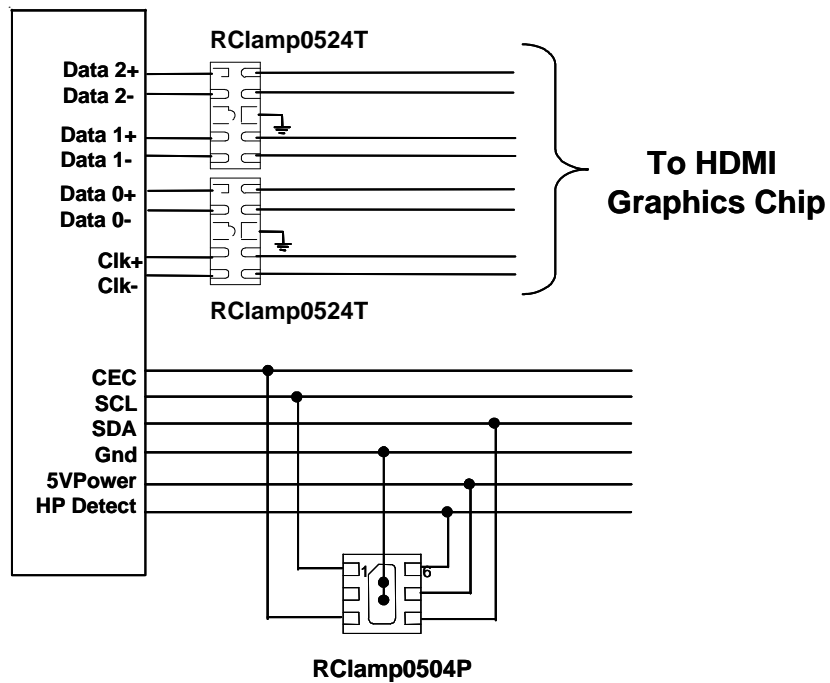 RClamp0524T
Data 2+
Data 2-
Data 1+
Data 1-
Data 0+
Data 0-
Clk+
Clk-
To HDMI
Graphics Chip
RClamp0524T
CEC
SCL
SDA
Gnd
5VPower
HP Detect
1
6
RClamp0504P